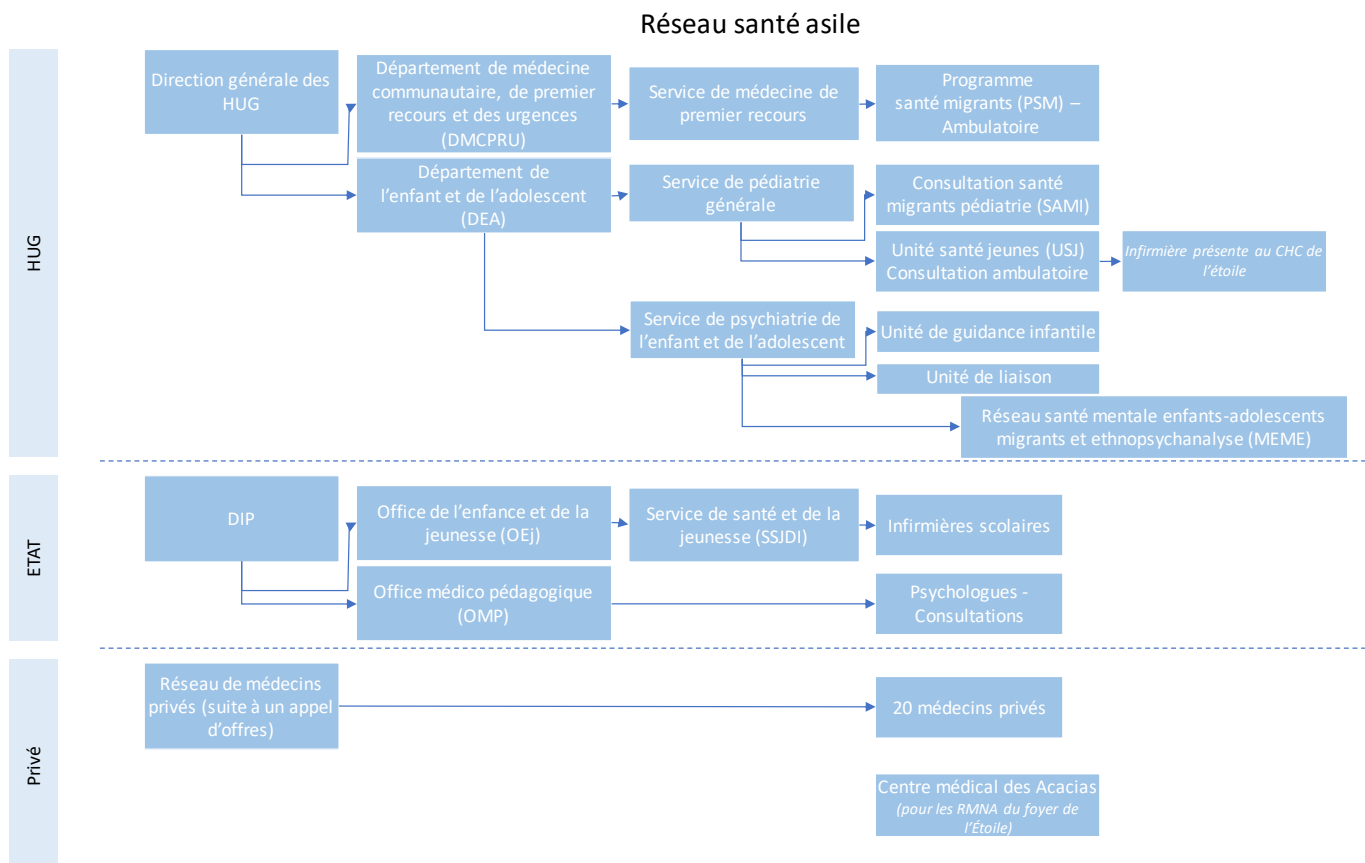 Réseau santé asile
HUG
Direction générale des
HUG
Département de médecine
communautaire, de premier
recours et des urgences
(DMCPRU)
Service de médecine de
premier recours
Programme
santé migrants (PSM) –
Ambulatoire
Département de
l'enfant et de l'adolescent
(DEA)
Service de pédiatrie
générale
Consultation santé
migrants pédiatrie (SAMI)
Unité santé jeunes (USJ)
Consultation ambulatoire
Infirmière présente au CHC de
l'étoile
Service de psychiatrie de
l'enfant et de l'adolescent
Unité de guidance infantile
Unité de liaison
Réseau santé mentale enfants-adolescents
migrants et ethnopsychanalyse (MEME)
ETAT
DIP
Office de l'enfance et de la
jeunesse (OEj)
Service de santé et de la
jeunesse (SSJDI)
Infirmières scolaires
Office médico pédagogique
(OMP)
Psychologues -
Consultations
Privé
Réseau de médecins
privés (suite à un appel
d'offres)
20 médecins privés
Centre médical des Acacias
(pour les RMNA du foyer de
l'Étoile)